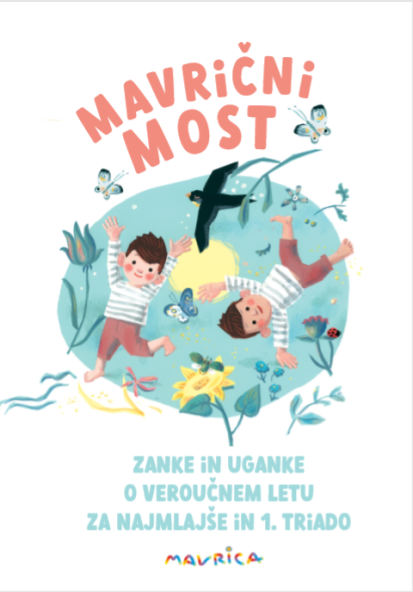 MAVRiČNi
MOST
ZANKE iN UGANKE
O VEROUČNEM LETU
ZA NAJMLAJŠE iN 1. TRiADO
MAVRiCA